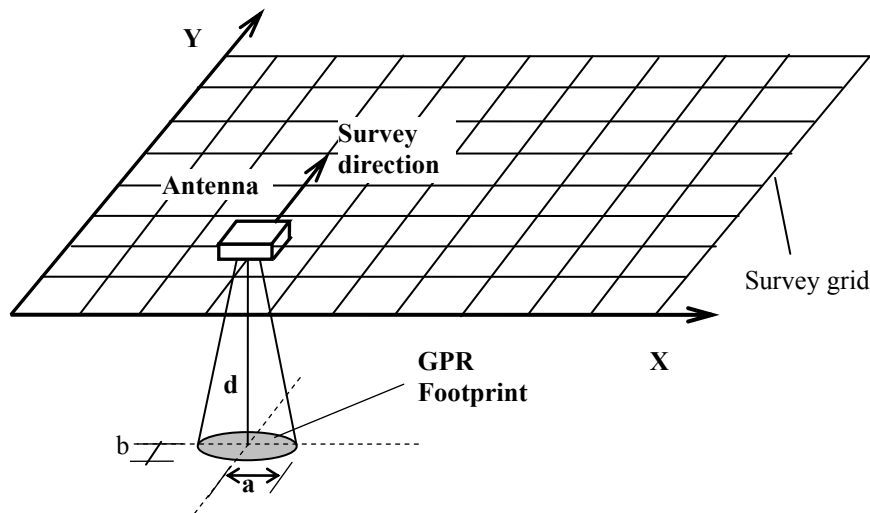 Y
Survey
direction
Antenna
Survey grid
X
GPR
Footprint
d
b
a